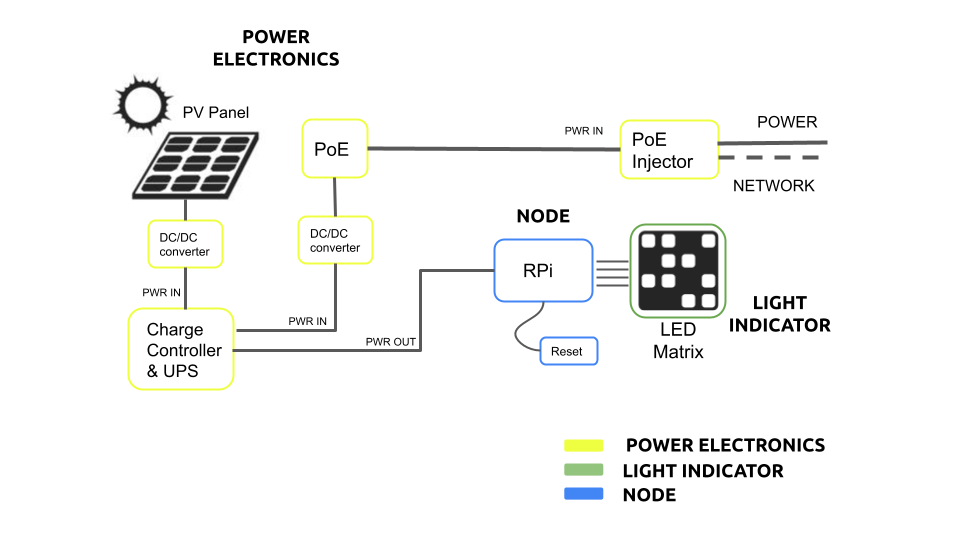 POWER
ELECTRONICS
PV Panel
PoE
PWR IN
PoE
Injector
POWER
NETWORK
DC/DC
converter
DC/DC
converter
NODE
RPi
PWR IN
PWR IN
Charge
Controller
& UPS
PWR OUT
Reset
LED
Matrix
LIGHT
INDICATOR
POWER ELECTRONICS
LIGHT INDICATOR
NODE